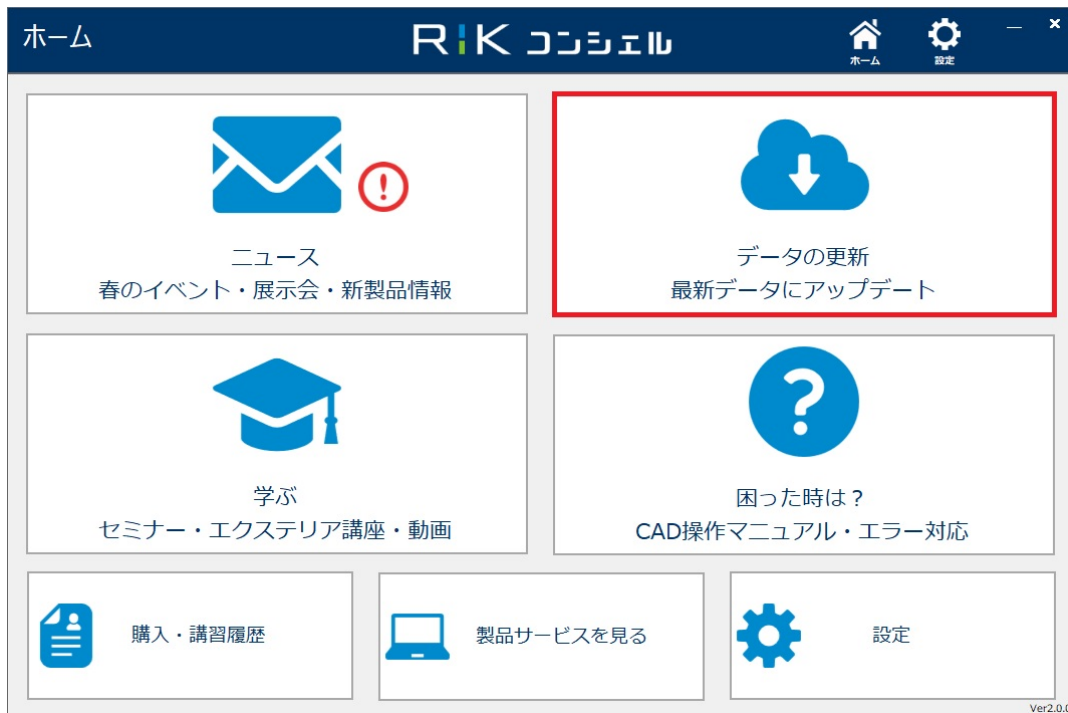 ホーム
RiK コンシェル
ホーム
設定
ニュース
春のイベント・展示会・新製品情報
データの更新
最新データにアップデート
学ぶ
セミナー・エクステリア講座・動画
困った時は？
CAD操作マニュアル・エラー対応
購入・講習履歴
製品サービスを見る
設定
Ver2.0.0